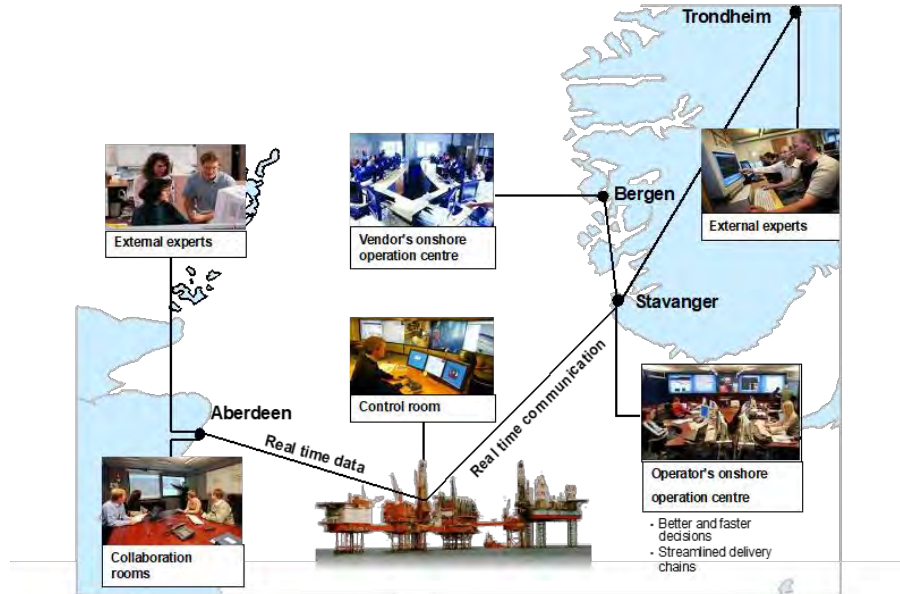 Trondheim
External experts
Vendor's onshore
operation centre
Bergen
External experts
Stavanger
Control room
Aberdeen
Real time data
Real time communication
Collaboration
rooms
Operator's onshore
operation centre
- Better and faster
decisions
- Streamlined delivery
chains